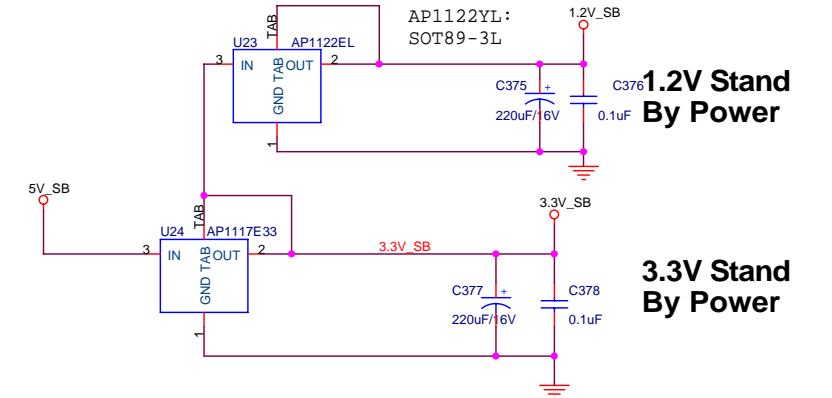 AP1122YL:
SOT89-3L
1.2V_SB
TAB
U23 AP1122EL
3 IN TAB OUT 2
GND
1
C375 +
220uF/16V
C376
0.1uF
1.2V Stand
By Power
5V_SB
TAB
U24 AP1117E33
3 IN TAB OUT 2
GND
1
3.3V_SB
3.3V_SB
C377 +
220uF/16V
C378
0.1uF
3.3V Stand
By Power